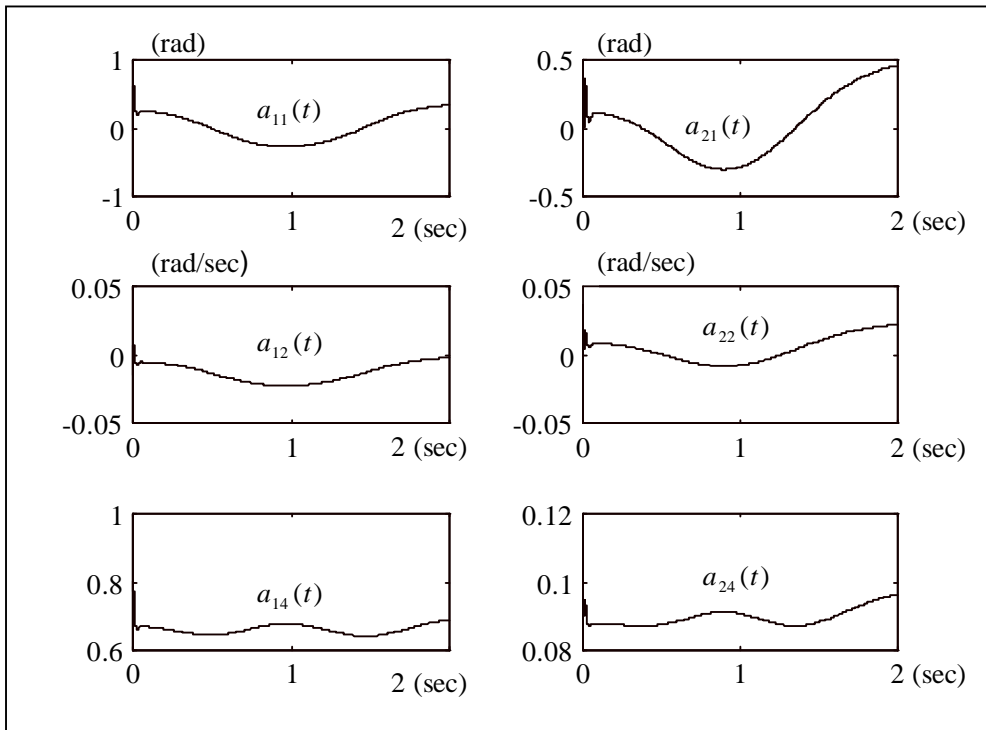 (rad)
1
0
-1
a₁₁(t)
0 1 2 (sec)
(rad)
0.5
0
-0.5
a₂₁(t)
0 1 2 (sec)
(rad/sec)
0.05
0
-0.05
a₁₂(t)
0 1 2 (sec)
(rad/sec)
0.05
0
-0.05
a₂₂(t)
0 1 2 (sec)
1
0.8
0.6
a₁₄(t)
0 1 2 (sec)
0.12
0.1
0.08
a₂₄(t)
0 1 2 (sec)